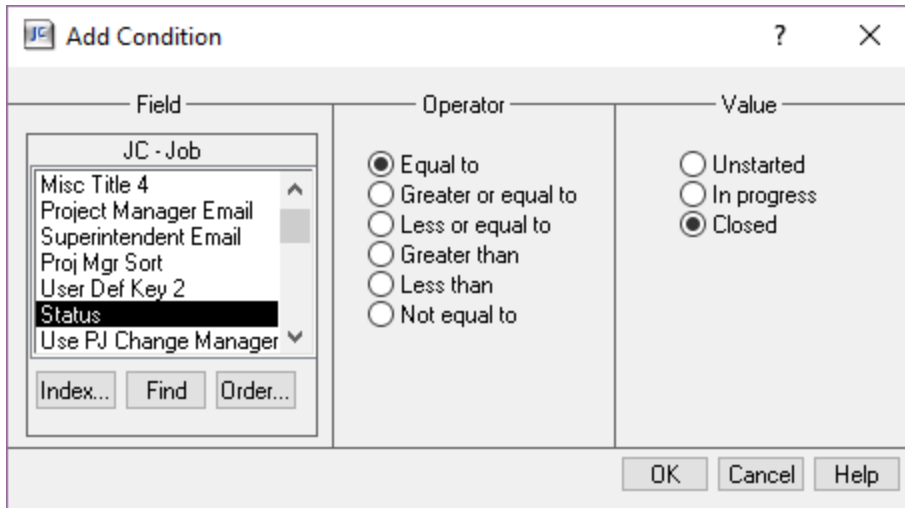 JC Add Condition ? X
Field
JC - Job
Misc Title 4
Project Manager Email
Superintendent Email
Proj Mgr Sort
User Def Key 2
Status
Use PJ Change Manager
Index... Find Order...
Operator
Equal to
Greater or equal to
Less or equal to
Greater than
Less than
Not equal to
Value
Unstarted
In progress
Closed
OK Cancel Help